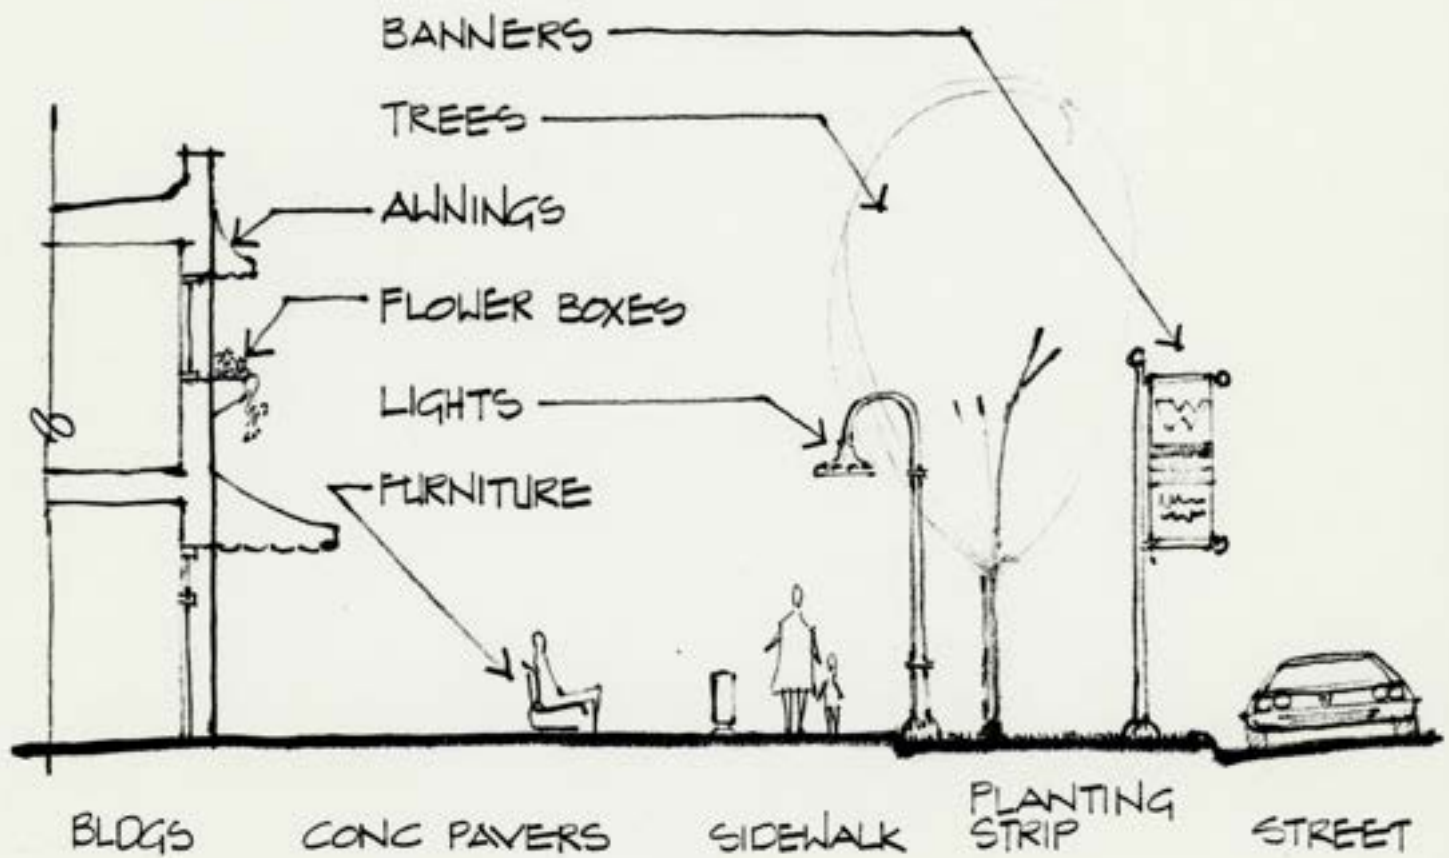 BANNERS
TREES
AWNINGS
FLOWER BOXES
LIGHTS
FURNITURE
BLDGS
CONC PAVERS
SIDEWALK
PLANTING
STRIP
STREET